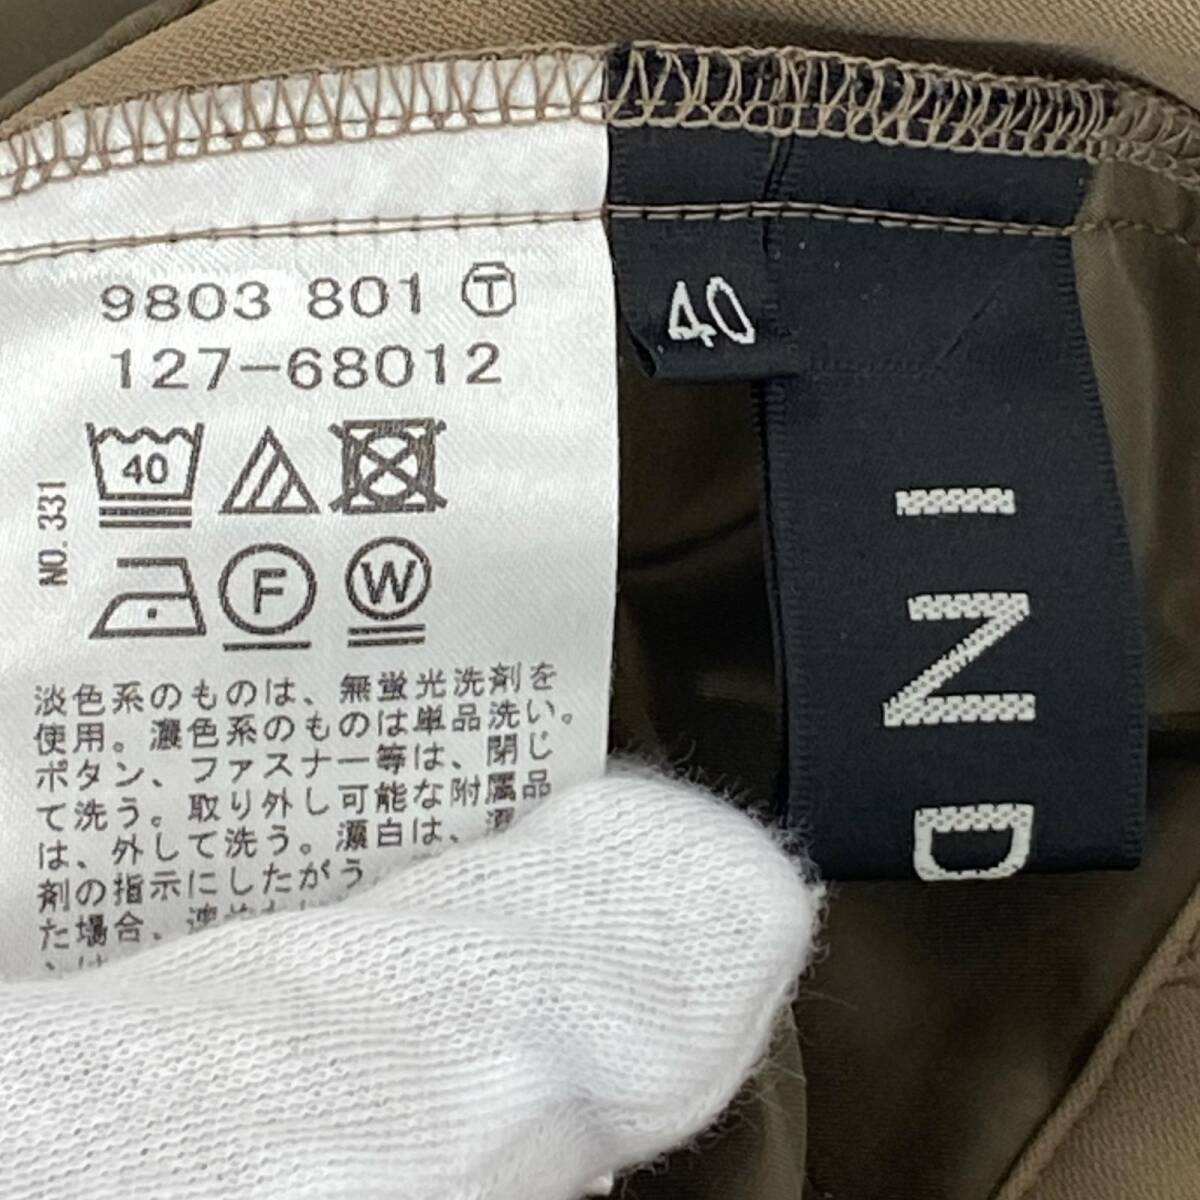 9803 801 Ⓣ
127-68012
40
NO.331
F
W
淡色系のものは、無蛍光洗剤を
使用。濃色系のものは単品洗い。
ボタン、ファスナー等は、閉じ
て洗う。取り外し可能な附属品
は、外して洗う。漂白は、漂
剤の指示にしたがう
た場合、速
40
IND